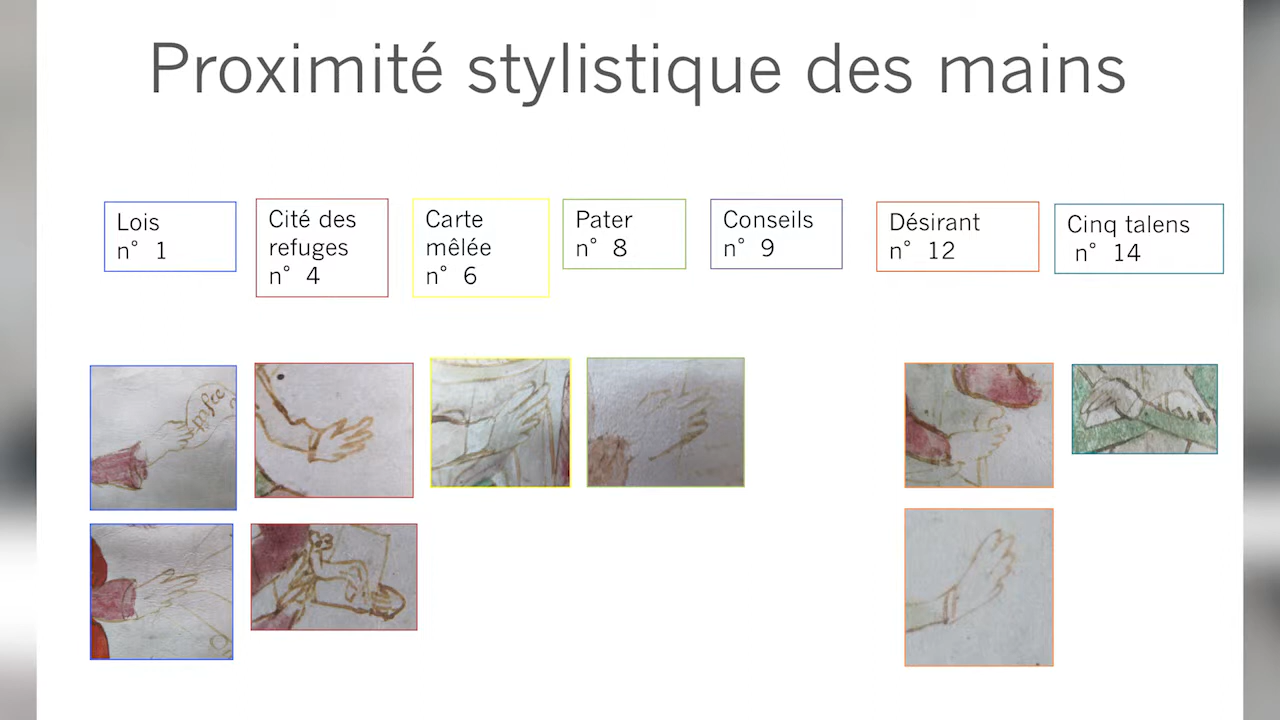 Proximité stylistique des mains
Lois
n° 1
Cité des
refuges
n° 4
Carte
mêlée
n° 6
Pater
n° 8
Conseils
n° 9
Désirant
n° 12
Cinq talens
n° 14